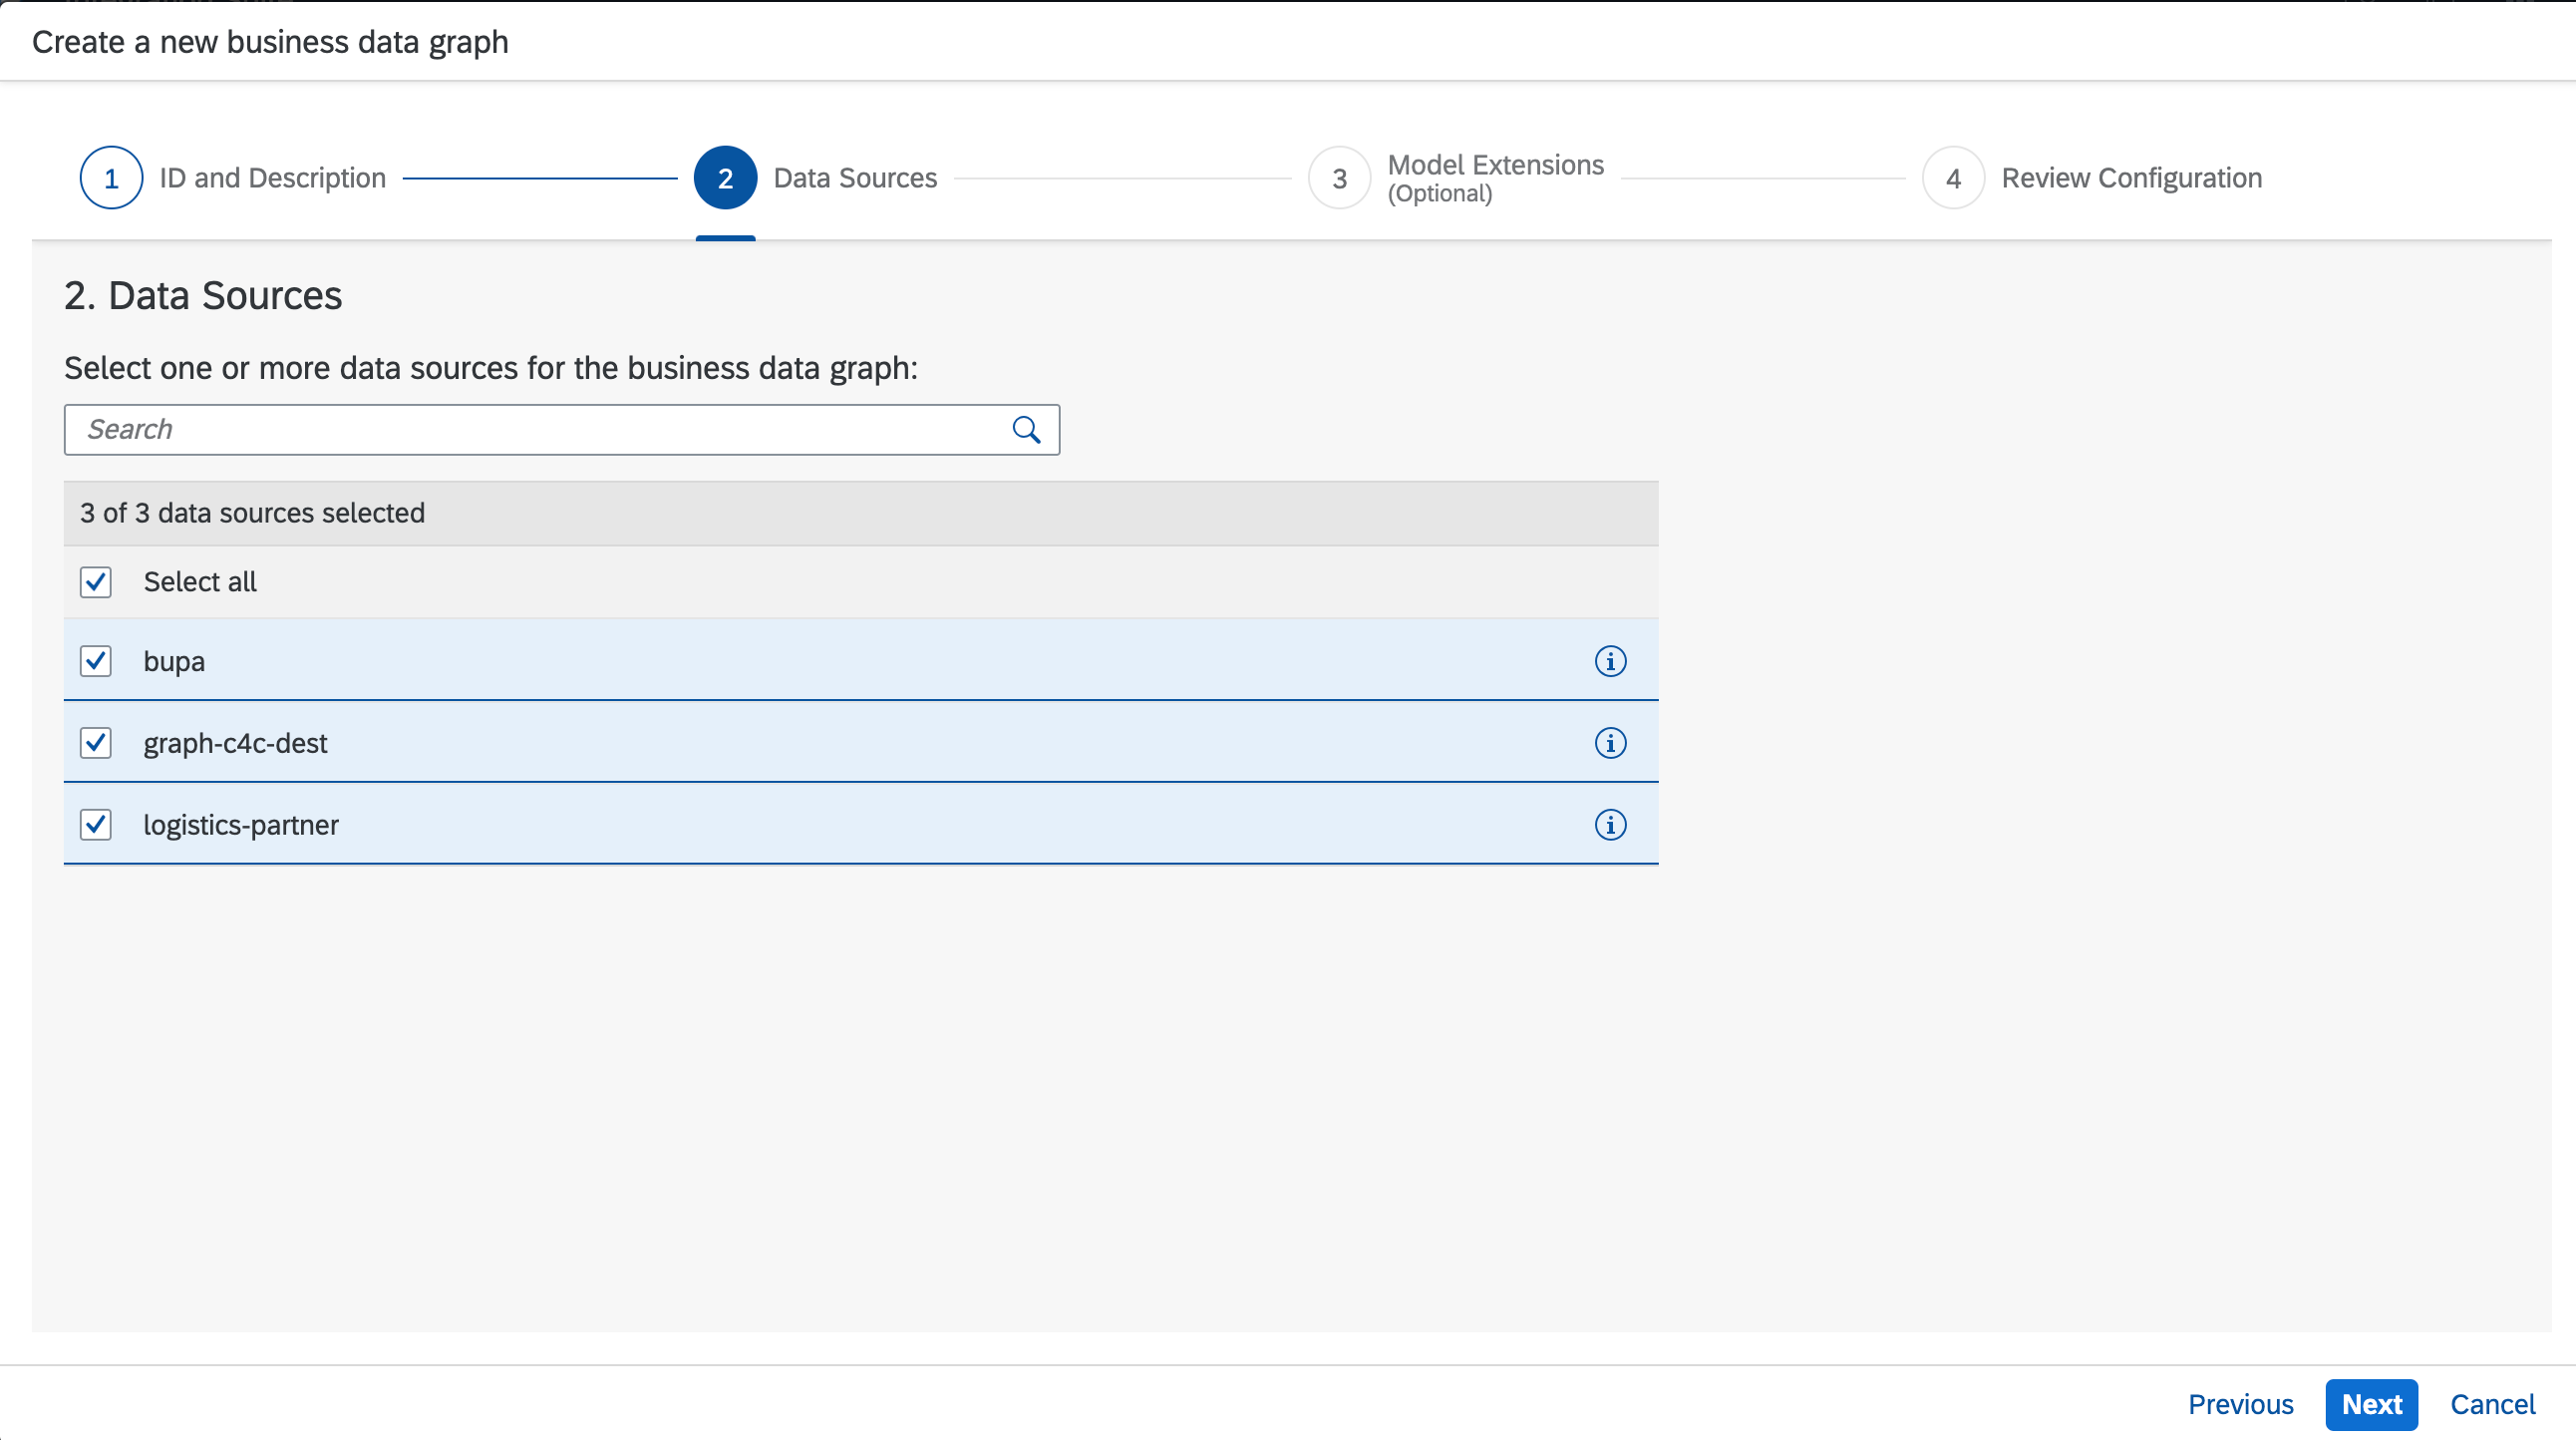 Create a new business data graph
1 ID and Description
2 Data Sources
3 Model Extensions
(Optional)
4 Review Configuration
2. Data Sources
Select one or more data sources for the business data graph:
Search
3 of 3 data sources selected
Select all
bupa
graph-c4c-dest
logistics-partner
Previous Next Cancel